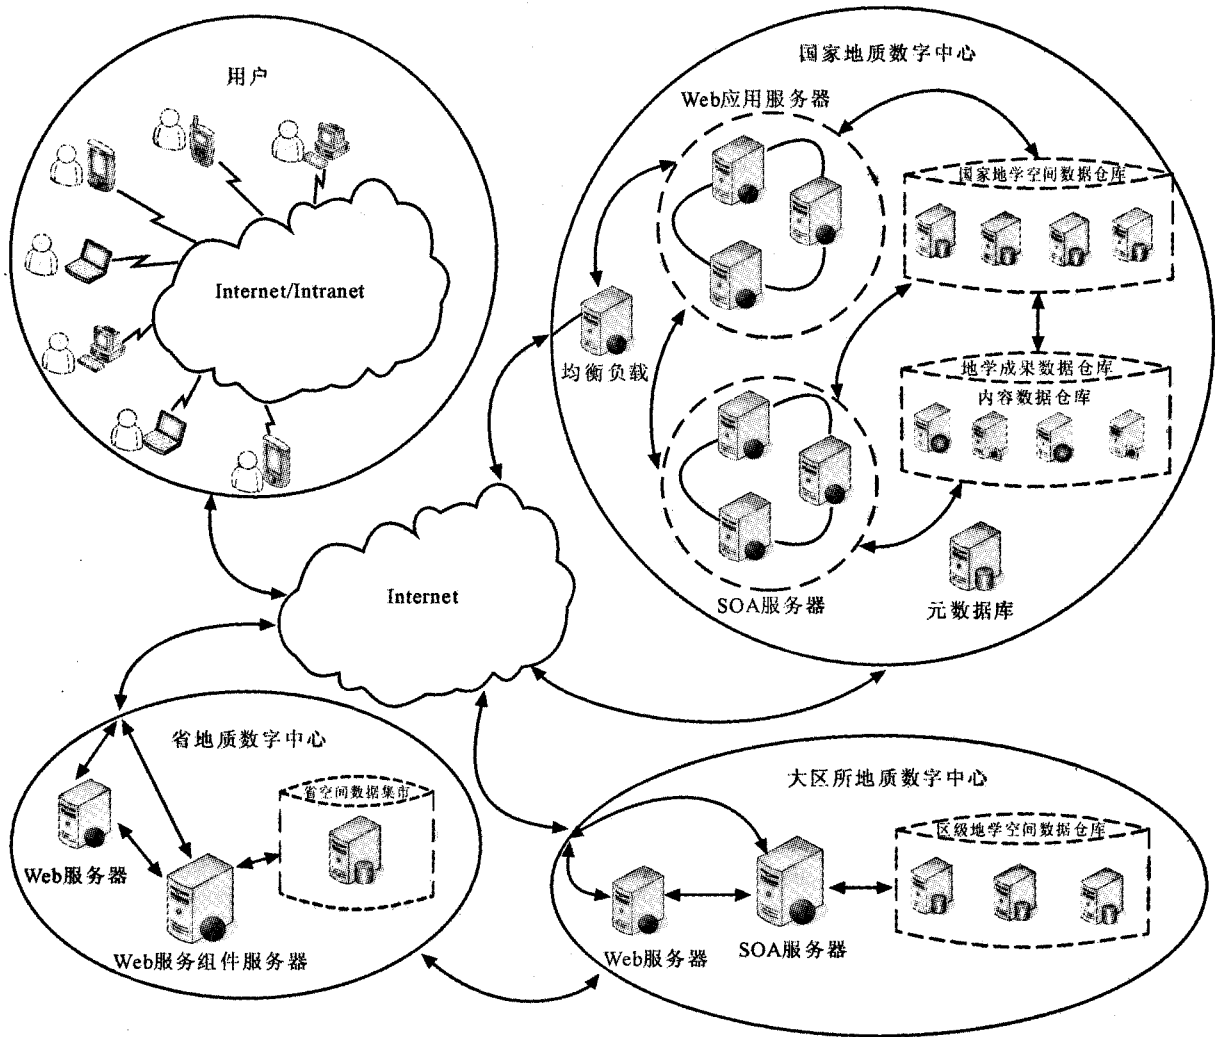 用户
Internet/Intranet
国家地质数字中心
Web应用服务器
国家地学空间数据仓库
均衡负载
地学成果数据仓库
内容数据仓库
SOA服务器
元数据库
Internet
省地质数字中心
省空间数据集市
Web服务器
Web服务组件服务器
大区所地质数字中心
区级地学空间数据仓库
Web服务器
SOA服务器